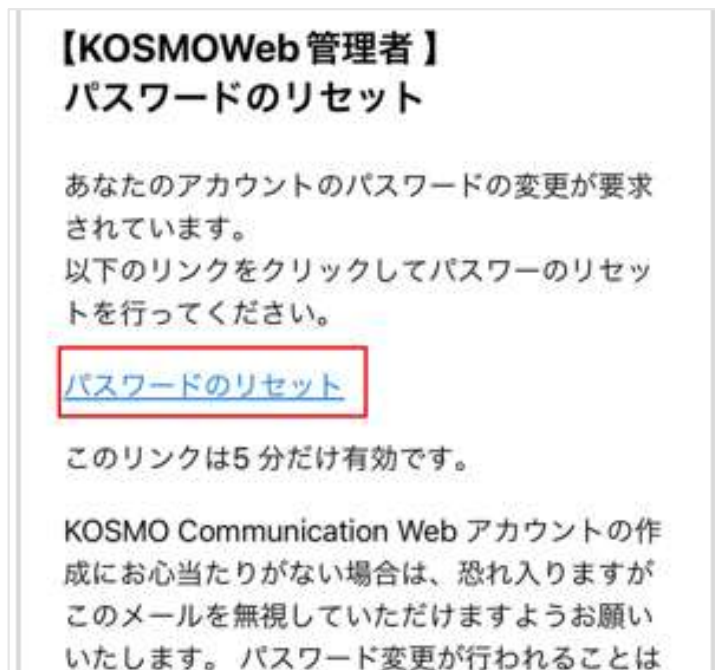 【KOSMOWeb管理者 】
パスワードのリセット
あなたのアカウントのパスワードの変更が要求
されています。
以下のリンクをクリックしてパスワーのリセッ
トを行ってください。
パスワードのリセット
このリンクは5 分だけ有効です。
KOSMO Communication Web アカウントの作
成にお心当たりがない場合は、恐れ入りますが
このメールを無視していただけますようお願い
いたします。 パスワード変更が行われることは